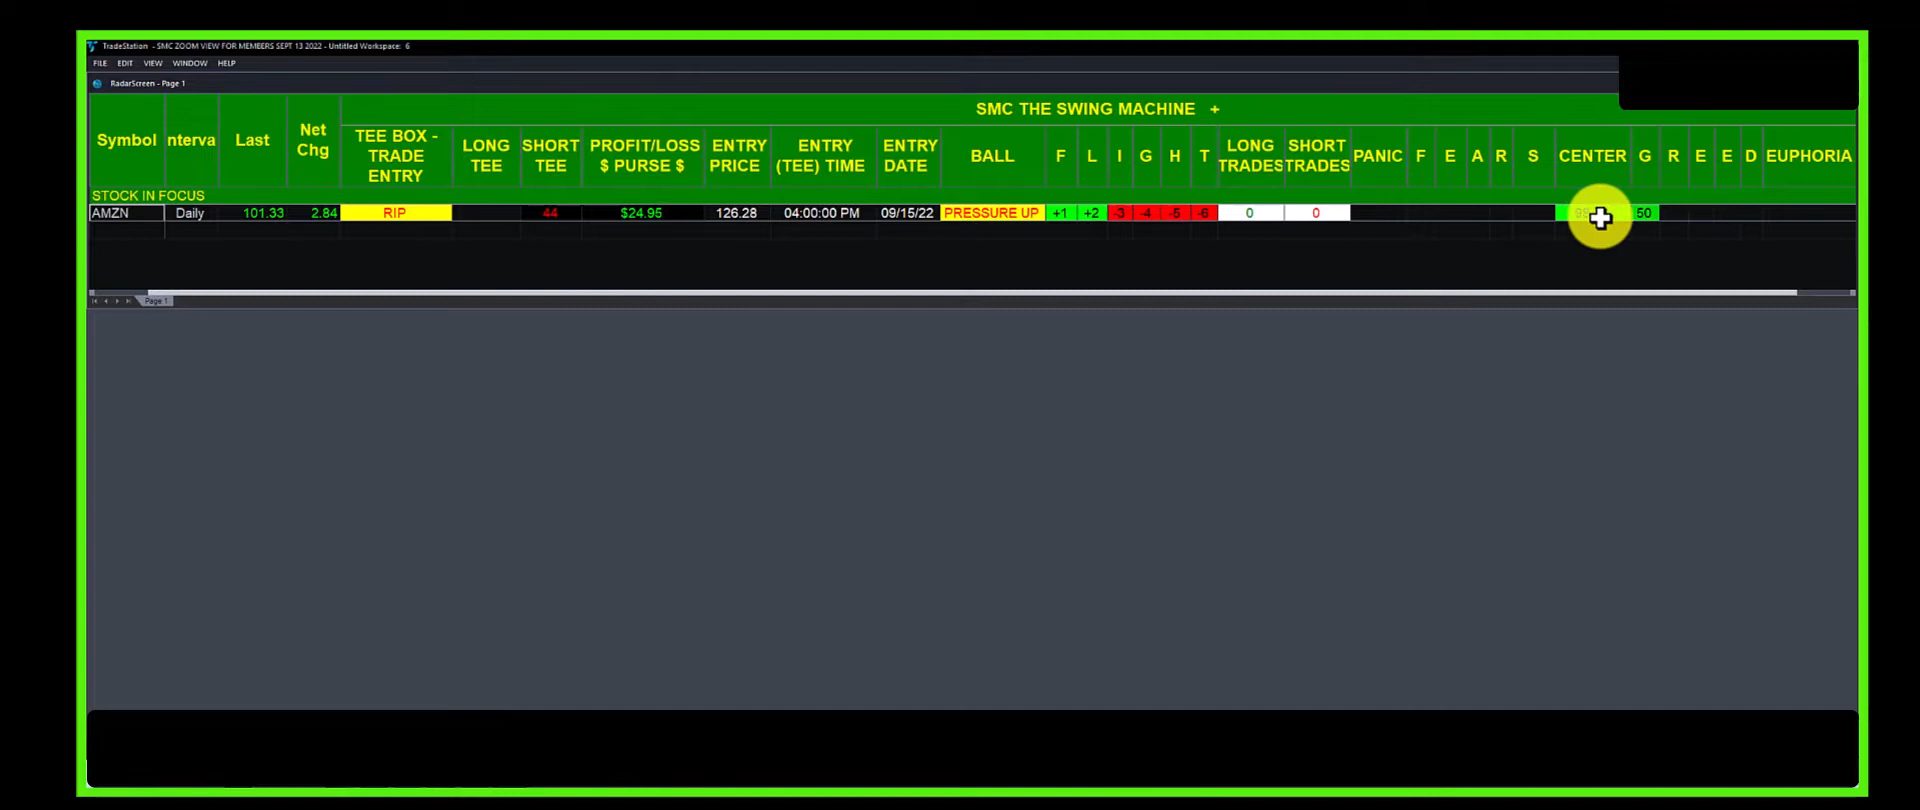 TradeStation - SMC ZOOM VIEW FOR MEMBERS SEPT 13 2022 - Untitled Workspace: 6
FILE EDIT VIEW WINDOW HELP
RadarScreen - Page 1
SMC THE SWING MACHINE +
Symbol nterva Last Net Chg TEE BOX - TRADE ENTRY LONG TEE SHORT TEE PROFIT/LOSS $ PURSE $ ENTRY PRICE ENTRY (TEE) TIME ENTRY DATE BALL F L I G H T LONG TRADES SHORT TRADES PANIC F E A R S CENTER G R E E D EUPHORIA
STOCK IN FOCUS
AMZN Daily 101.33 2.84 RIP 44 $24.95 126.28 04:00:00 PM 09/15/22 PRESSURE UP +1 +2 -3 -4 -5 -6 0 0 50
Page 1